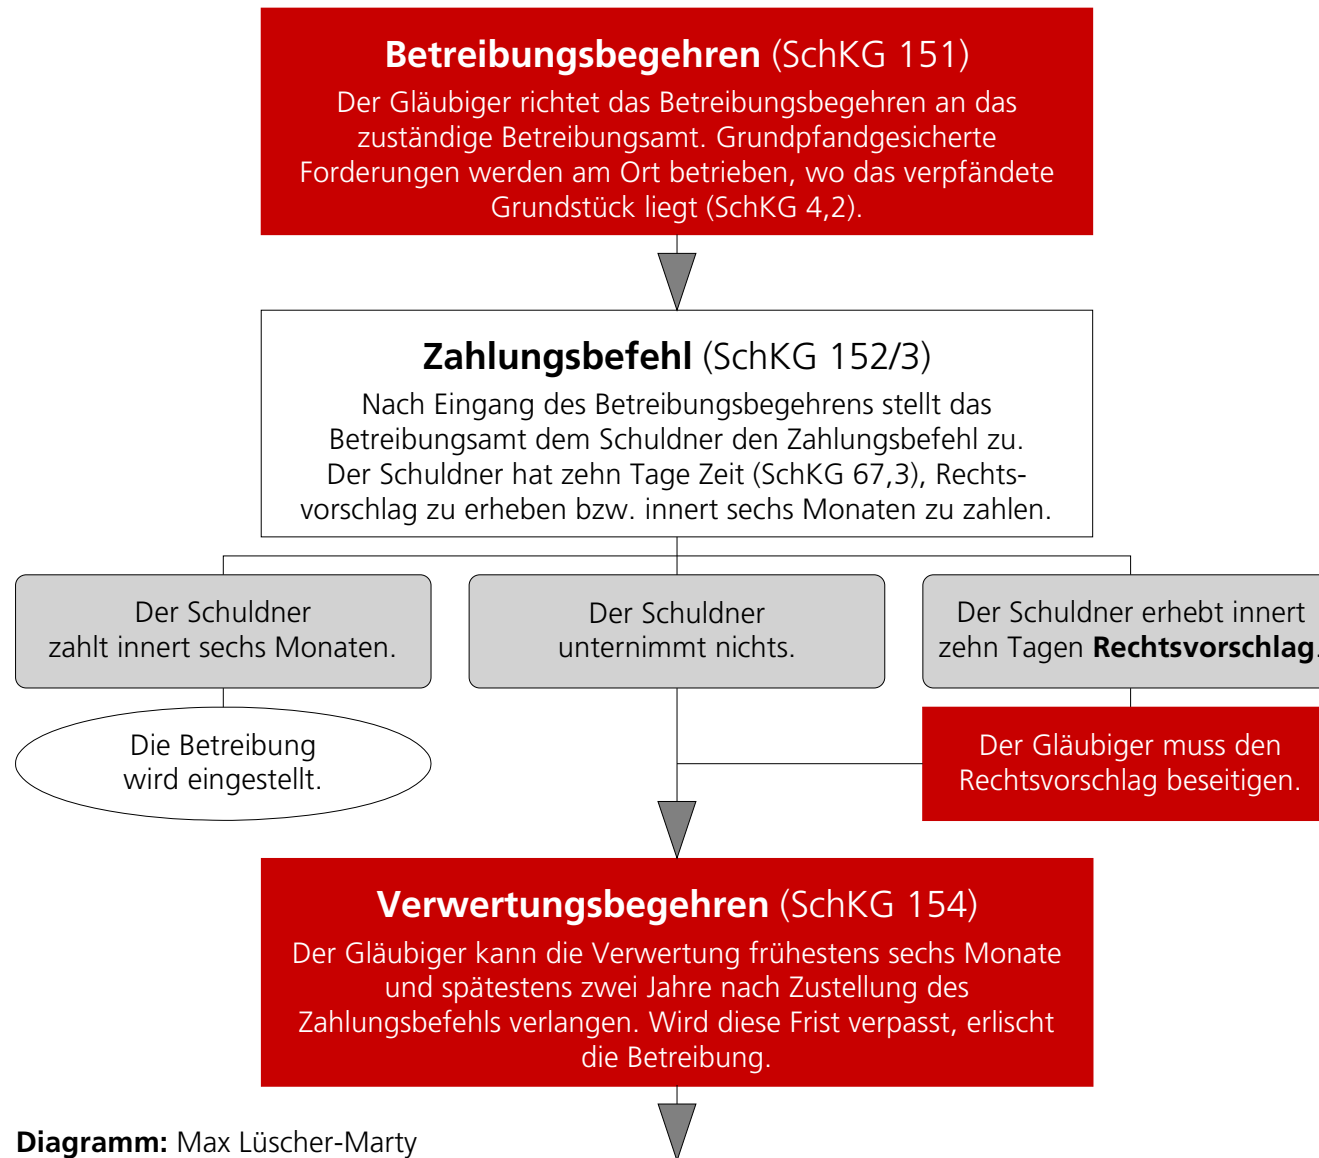 Betreibungsbegehren (SchKG 151)
Der Gläubiger richtet das Betreibungsbegehren an das
zuständige Betreibungsamt. Grundpfandgesicherte
Forderungen werden am Ort betrieben, wo das verpfändete
Grundstück liegt (SchKG 4,2).
Zahlungsbefehl (SchKG 152/3)
Nach Eingang des Betreibungsbegehrens stellt das
Betreibungsamt dem Schuldner den Zahlungsbefehl zu.
Der Schuldner hat zehn Tage Zeit (SchKG 67,3), Rechts-
vorschlag zu erheben bzw. innert sechs Monaten zu zahlen.
Der Schuldner
zahlt innert sechs Monaten.
Der Schuldner
unternimmt nichts.
Der Schuldner erhebt innert
zehn Tagen Rechtsvorschlag.
Die Betreibung
wird eingestellt.
Der Gläubiger muss den
Rechtsvorschlag beseitigen.
Verwertungsbegehren (SchKG 154)
Der Gläubiger kann die Verwertung frühestens sechs Monate
und spätestens zwei Jahre nach Zustellung des
Zahlungsbefehls verlangen. Wird diese Frist verpasst, erlischt
die Betreibung.
Diagramm: Max Lüscher-Marty